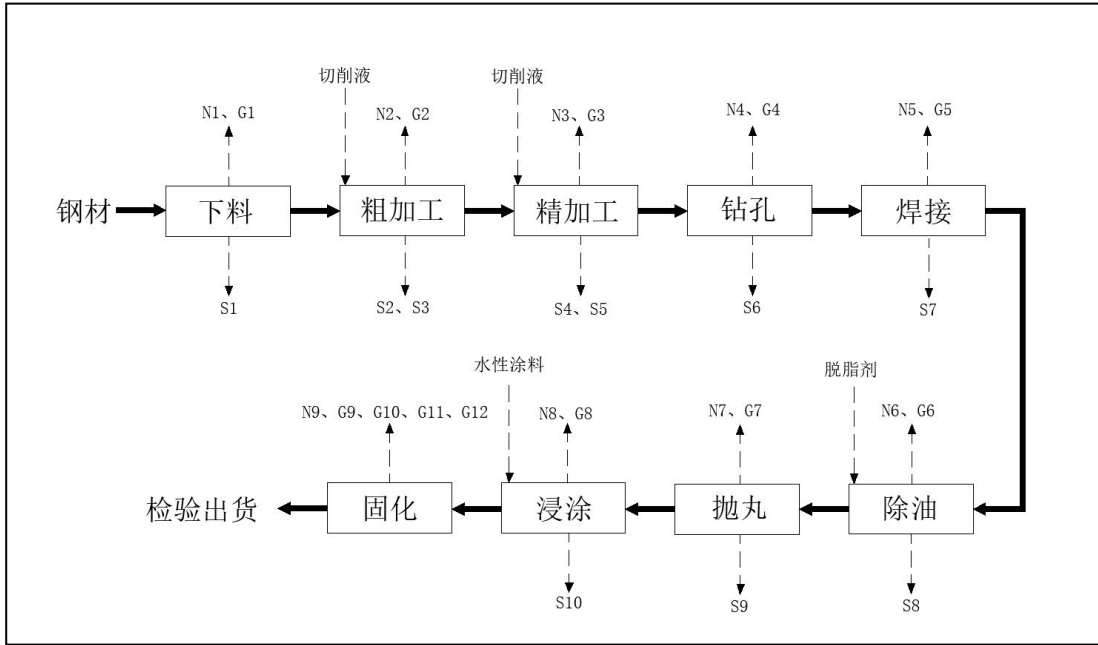 切削液
切削液
N1、G1
N2、G2
N3、G3
N4、G4
N5、G5
钢材
下料
粗加工
精加工
钻孔
焊接
S1
S2、S3
S4、S5
S6
S7
水性涂料
脱脂剂
N9、G9、G10、G11、G12
N8、G8
N7、G7
N6、G6
检验出货
固化
浸涂
抛丸
除油
S10
S9
S8